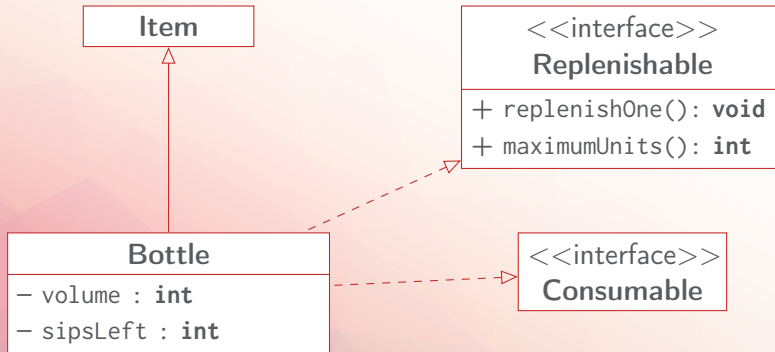 Item
<<interface>>
Replenishable
+ replenishOne(): void
+ maximumUnits(): int
Bottle
− volume : int
− sipsLeft : int
<<interface>>
Consumable